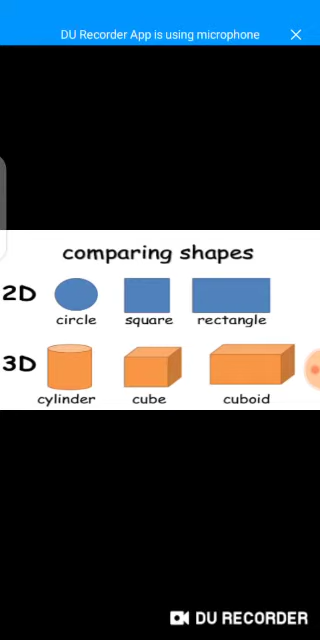 DU Recorder App is using microphone
comparing shapes
2D
circle square rectangle
3D
cylinder cube cuboid
DU RECORDER